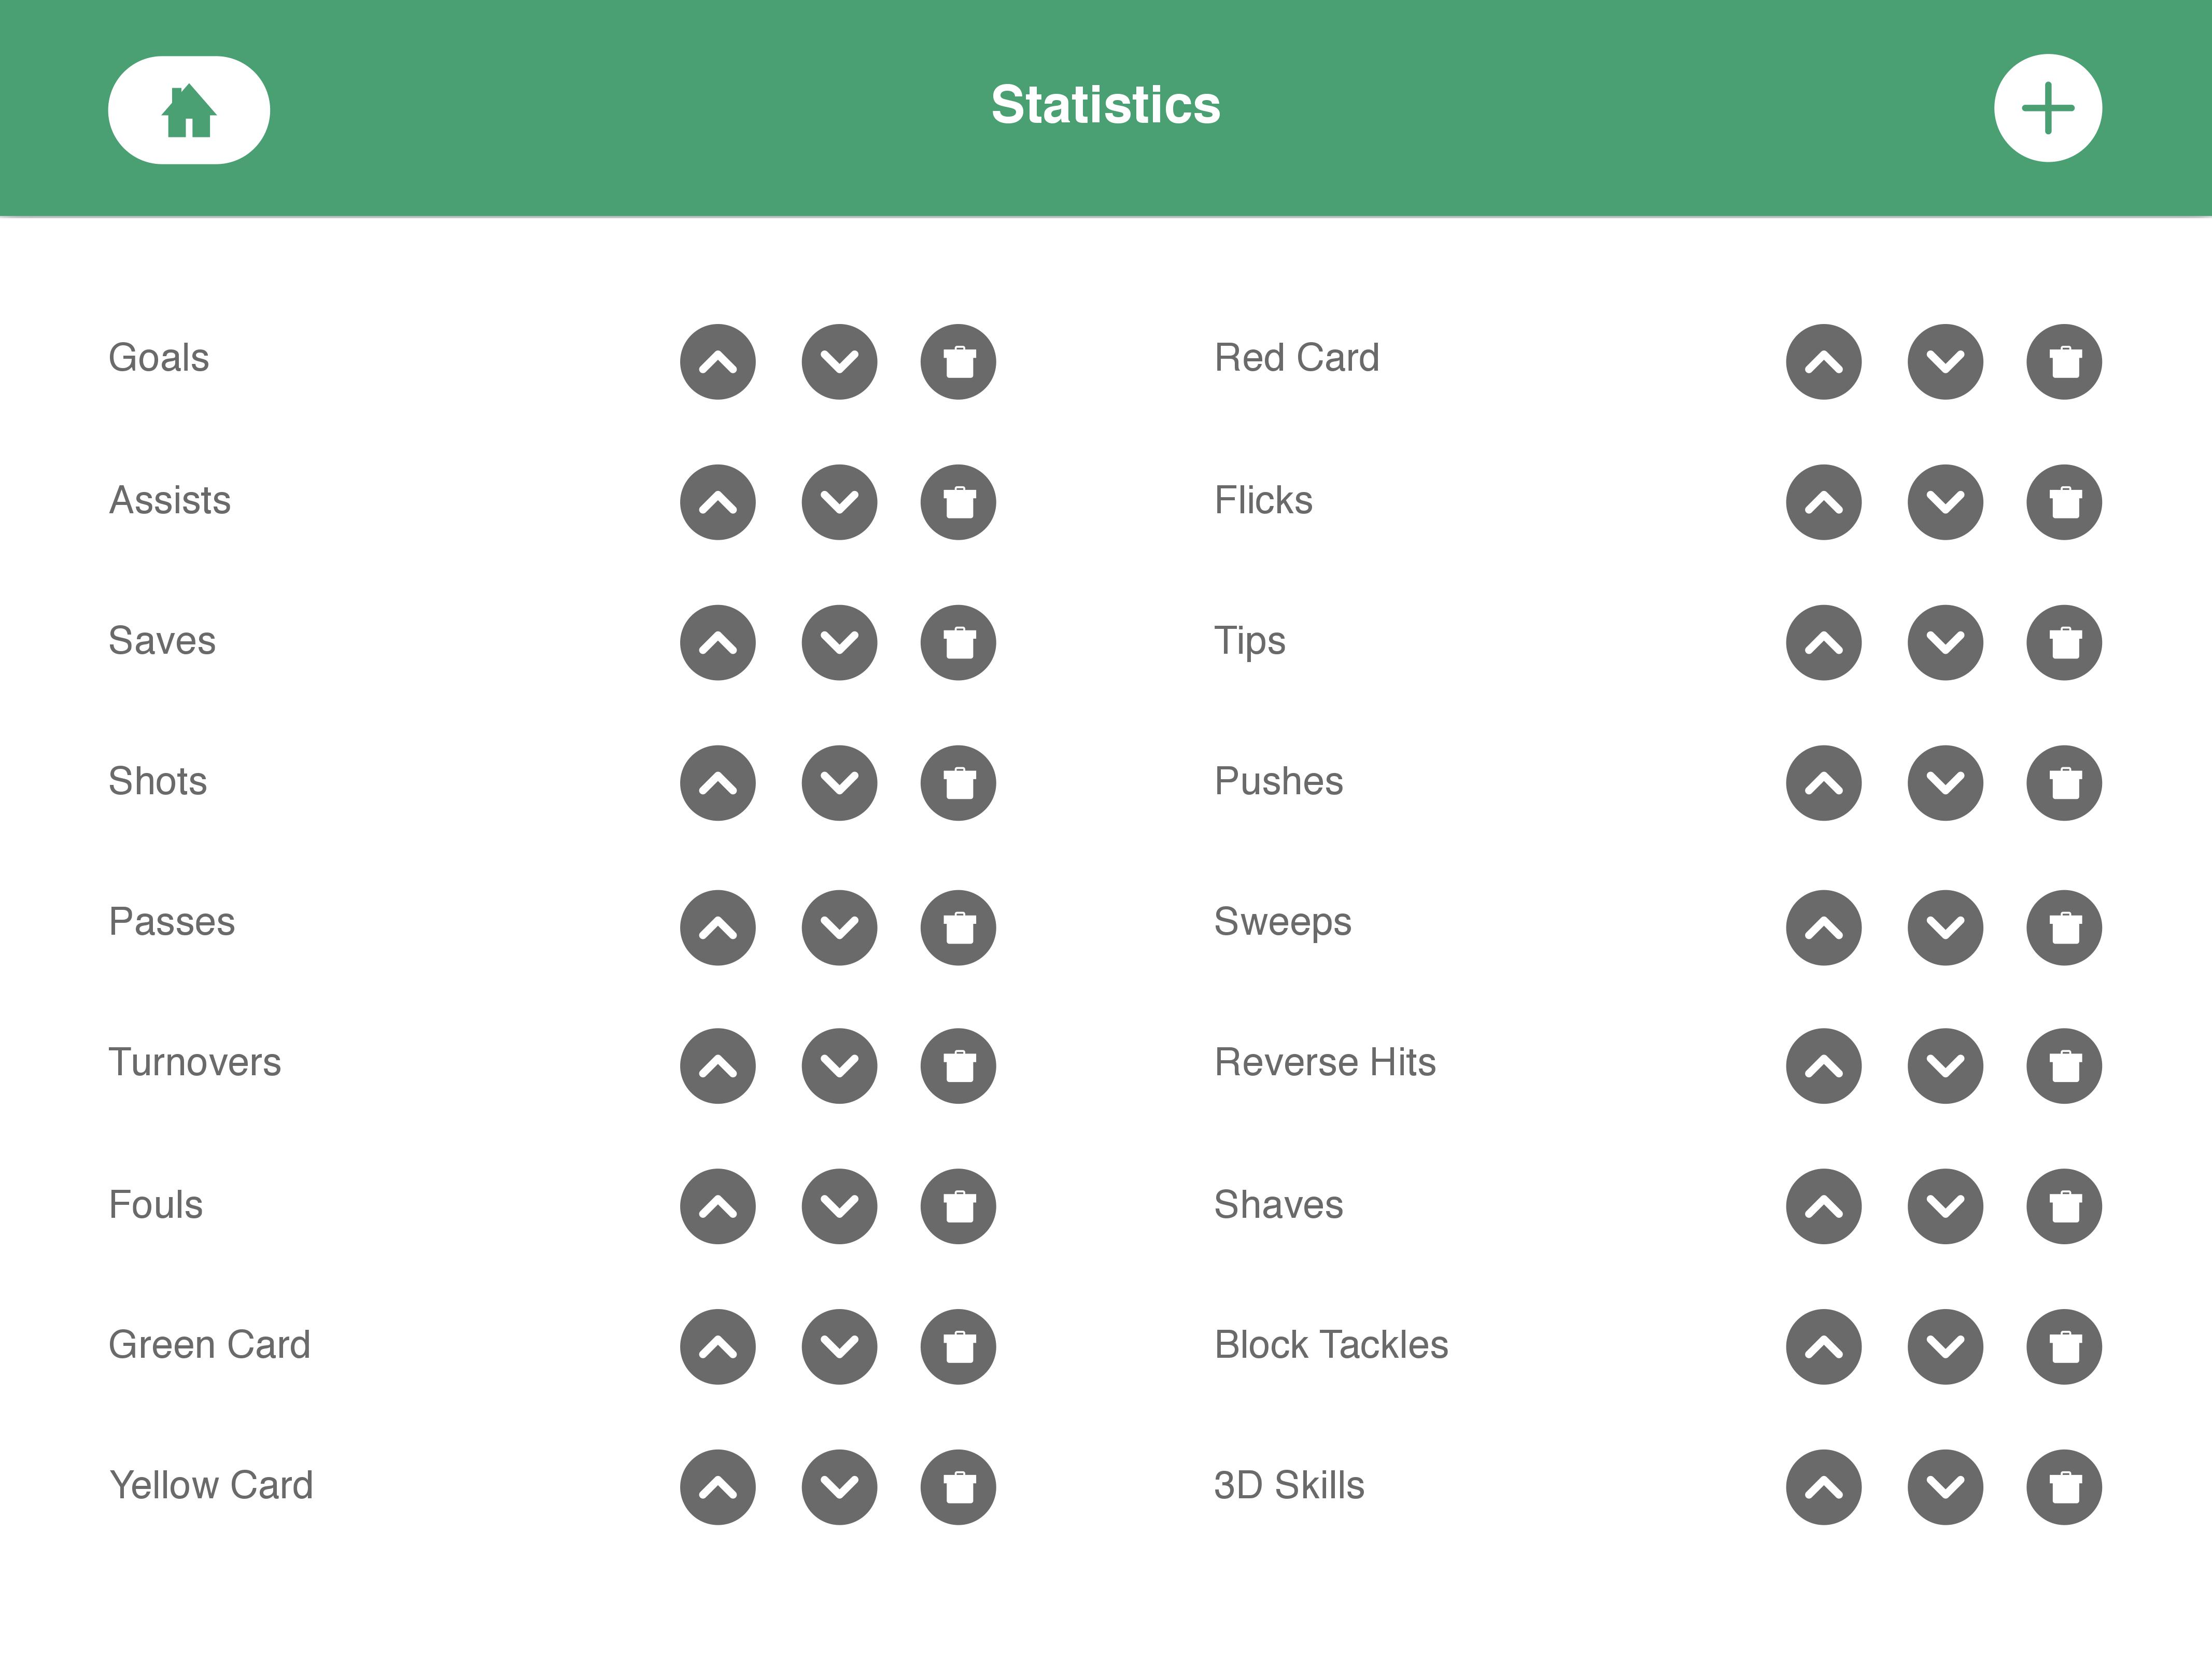 Statistics
Goals
Assists
Saves
Shots
Passes
Turnovers
Fouls
Green Card
Yellow Card
Red Card
Flicks
Tips
Pushes
Sweeps
Reverse Hits
Shaves
Block Tackles
3D Skills